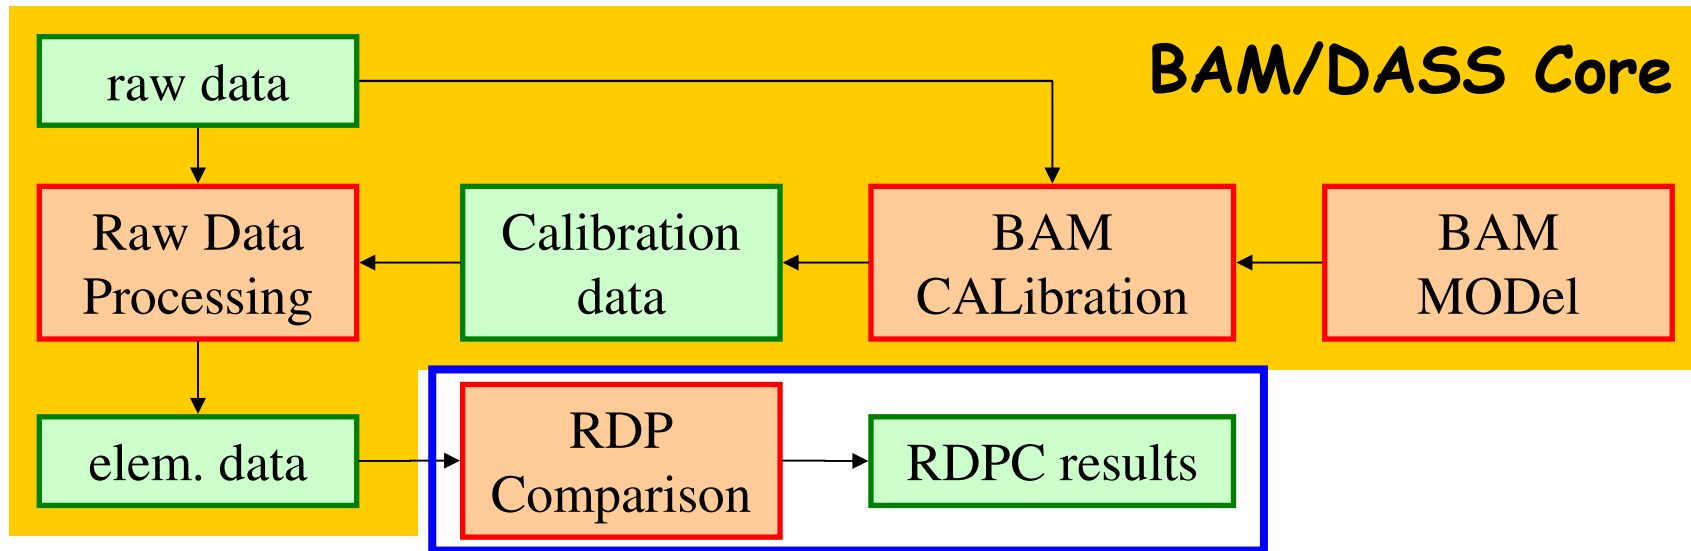 BAM/DASS Core
raw data
Raw Data
Processing
Calibration
data
BAM
CALibration
BAM
MODel
elem. data
RDP
Comparison
RDPC results